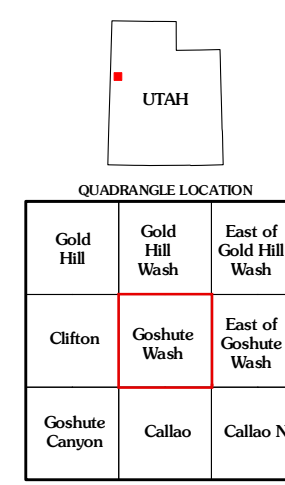 UTAH
QUADRANGLE LOCATION
Gold
Hill
Gold
Hill
Wash
East of
Gold Hill
Wash
Clifton
Goshute
Wash
East of
Goshute
Wash
Goshute
Canyon
Callao
Callao N